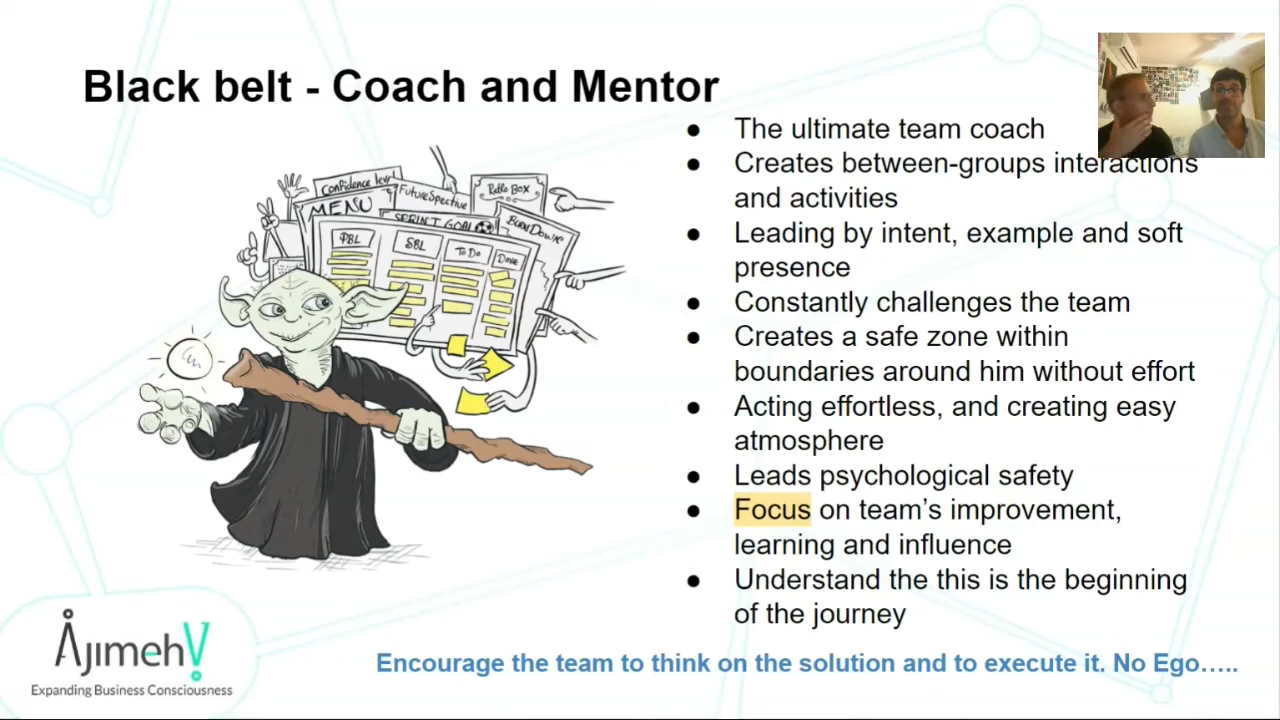 Black belt - Coach and Mentor
● The ultimate team coach
● Creates between-groups interactions
and activities
● Leading by intent, example and soft
presence
● Constantly challenges the team
● Creates a safe zone within
boundaries around him without effort
● Acting effortless, and creating easy
atmosphere
● Leads psychological safety
● Focus on team’s improvement,
learning and influence
● Understand the this is the beginning
of the journey
Confidence level
FutureSpective
Retro BOX
MENU
SPRINT GOAL
BURNDOWN
PBL
SBL
To Do
Done
AjimehV!
Expanding Business Consciousness
Encourage the team to think on the solution and to execute it. No Ego…..